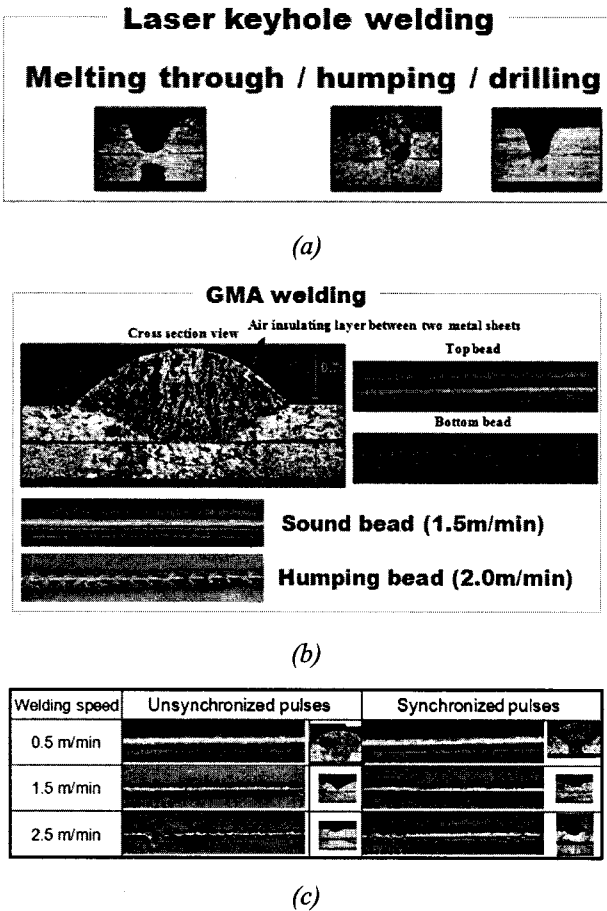 Laser keyhole welding
Melting through / humping / drilling
(a)
GMA welding
Cross section view
Air insulating layer between two metal sheets
Top bead
Bottom bead
Sound bead (1.5m/min)
Humping bead (2.0m/min)
(b)
Welding speed Unsynchronized pulses Synchronized pulses
0.5 m/min
1.5 m/min
2.5 m/min
(c)